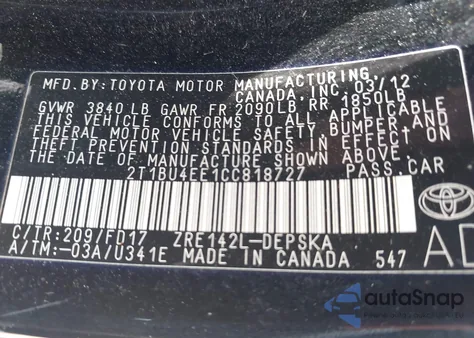 MFD. BY: TOYOTA MOTOR MANUFACTURING
CANADA, INC. 03/12
GVWR 3840 LB GAWR FR 2090LB RR 1850LB
THIS VEHICLE CONFORMS TO ALL APPLICABLE
FEDERAL MOTOR VEHICLE SAFETY, BUMPER AND
THEFT PREVENTION STANDARDS IN EFFECT ON
THE DATE OF MANUFACTURE SHOWN ABOVE.
2T1BU4EE1CC818727 PASS. CAR
C/TR:209/FD17 ZRE142L-DEPSKA
A/TM:-03A/U341E MADE IN CANADA 547
TOYOTA
AD
autoSnap